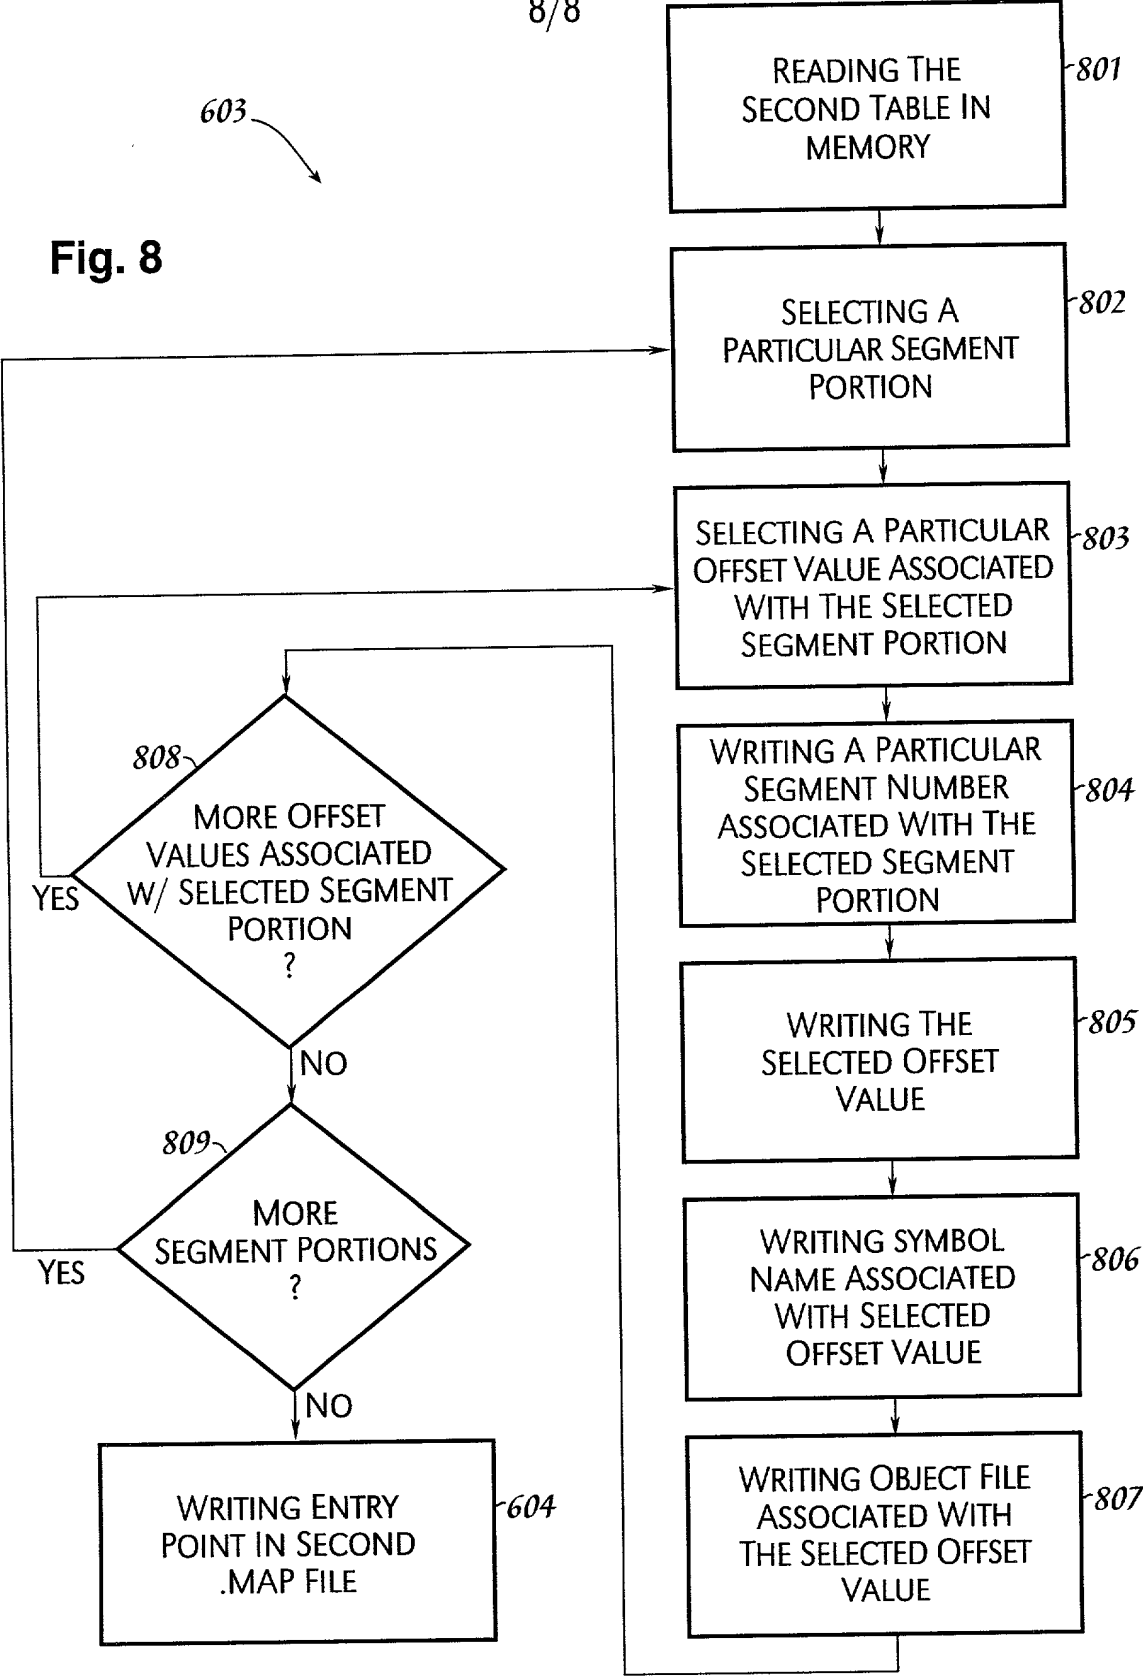 8/8
603
Fig. 8
READING THE
SECOND TABLE IN
MEMORY
801
SELECTING A
PARTICULAR SEGMENT
PORTION
802
SELECTING A PARTICULAR
OFFSET VALUE ASSOCIATED
WITH THE SELECTED
SEGMENT PORTION
803
WRITING A PARTICULAR
SEGMENT NUMBER
ASSOCIATED WITH THE
SELECTED SEGMENT
PORTION
804
WRITING THE
SELECTED OFFSET
VALUE
805
WRITING SYMBOL
NAME ASSOCIATED
WITH SELECTED
OFFSET VALUE
806
WRITING OBJECT FILE
ASSOCIATED WITH
THE SELECTED OFFSET
VALUE
807
808
MORE OFFSET
VALUES ASSOCIATED
W/ SELECTED SEGMENT
PORTION
?
YES
NO
809
MORE
SEGMENT PORTIONS
?
YES
NO
WRITING ENTRY
POINT IN SECOND
.MAP FILE
604